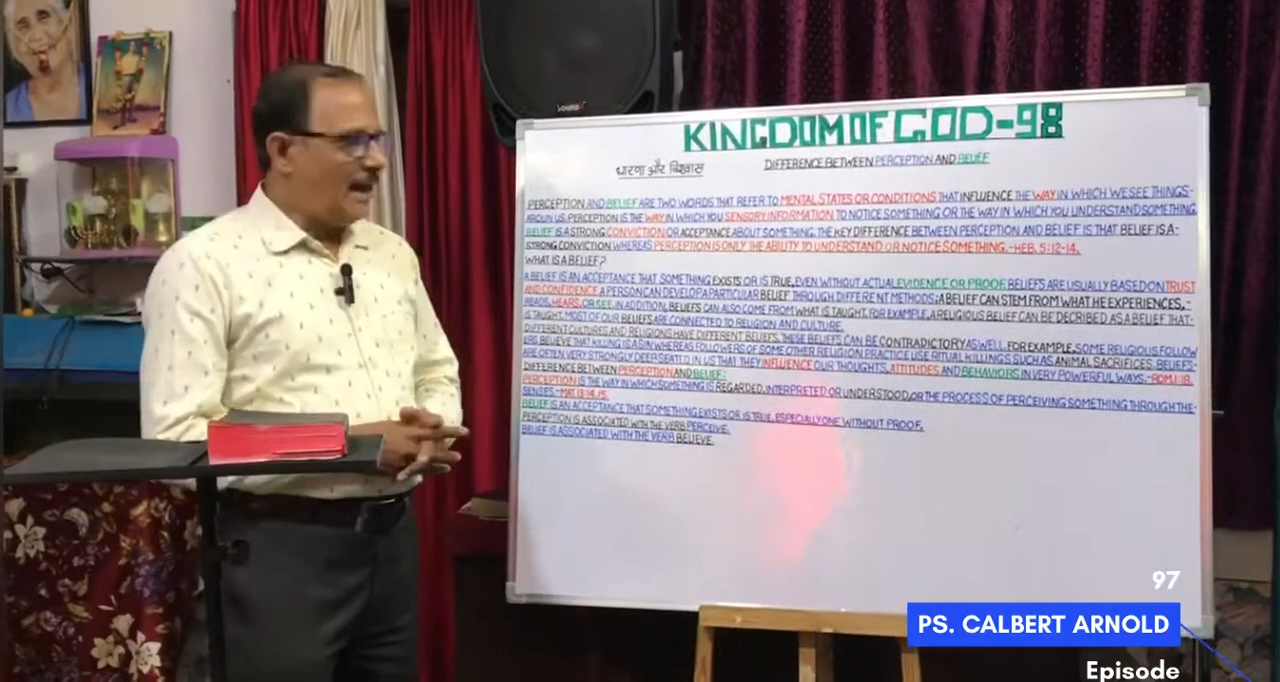 SOUND
KINGDOM OF GOD-98
धारणा और विश्वास
DIFFERENCE BETWEEN PERCEPTION AND BELIEF
PERCEPTION AND BELIEF ARE TWO WORDS THAT REFER TO MENTAL STATES OR CONDITIONS THAT INFLUENCE THE WAY IN WHICH WE SEE THINGS-
AROUN US. PERCEPTION IS THE WAY IN WHICH YOU SENSORY INFORMATION TO NOTICE SOMETHING OR THE WAY IN WHICH YOU UNDERSTAND SOMETHING.
BELIEF IS A STRONG CONVICTION OR ACCEPTANCE ABOUT SOMETHING. THE KEY DIFFERENCE BETWEEN PERCEPTION AND BELIEF IS THAT BELIEF IS A-
STRONG CONVICTION WHEREAS PERCEPTION IS ONLY THE ABILITY TO UNDERSTAND OR NOTICE SOMETHING.-HEB. 5:12-14.
WHAT IS A BELIEF?
A BELIEF IS AN ACCEPTANCE THAT SOMETHING EXISTS OR IS TRUE, EVEN WITHOUT ACTUAL EVIDENCE OR PROOF. BELIEFS ARE USUALLY BASED ON TRUST
AND CONFIDENCE. A PERSON CAN DEVELOP A PARTICULAR BELIEF THROUGH DIFFERENT METHODS; A BELIEF CAN STEM FROM WHAT HE EXPERIENCES,-
READS, HEARS, OR SEE. IN ADDITION, BELIEFS CAN ALSO COME FROM WHAT IS TAUGHT. FOR EXAMPLE, A RELIGIOUS BELIEF CAN BE DECRIBED AS A BELIEF THAT-
IS TAUGHT. MOST OF OUR BELIEFS ARE CONNECTED TO RELIGION AND CULTURE.
DIFFERENT CULTURES AND RELIGIONS HAVE DIFFERENT BELIEFS. THESE BELIEFS CAN BE CONTRADICTORY AS WELL. FOR EXAMPLE, SOME RELIGIOUS FOLLOW
ERS BELIEVE THAT KILLING IS A SIN WHEREAS FOLLOWERS OF SOME OTHER RELIGION PRACTICE USE RITUAL KILLINGS SUCH AS ANIMAL SACRIFICES. BELIEFS-
ARE OFTEN VERY STRONGLY DEEP SEATED IN US THAT THEY INFLUENCE OUR THOUGHTS, ATTITUDES AND BEHAVIORS IN VERY POWERFUL WAYS.-ROM.1:18.
DIFFERENCE BETWEEN PERCEPTION AND BELIEF:
PERCEPTION IS THE WAY IN WHICH SOMETHING IS REGARDED, INTERPRETED OR UNDERSTOOD, OR THE PROCESS OF PERCEIVING SOMETHING THROUGH THE-
SENSES.-MAT.13:14,15.
BELIEF IS AN ACCEPTANCE THAT SOMETHING EXISTS OR IS TRUE, ESPECIALLY ONE WITHOUT PROOF.
PERCEPTION IS ASSOCIATED WITH THE VERB PERCEIVE.
BELIEF IS ASSOCIATED WITH THE VERB BELIEVE.
97
PS. CALBERT ARNOLD
Episode